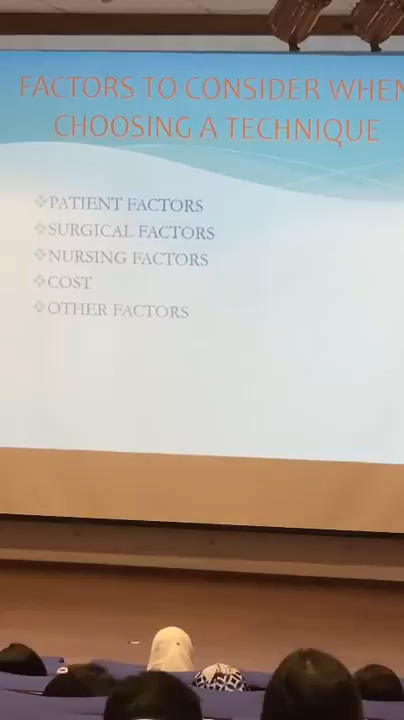 FACTORS TO CONSIDER WHEN
CHOOSING A TECHNIQUE
PATIENT FACTORS
SURGICAL FACTORS
NURSING FACTORS
COST
OTHER FACTORS